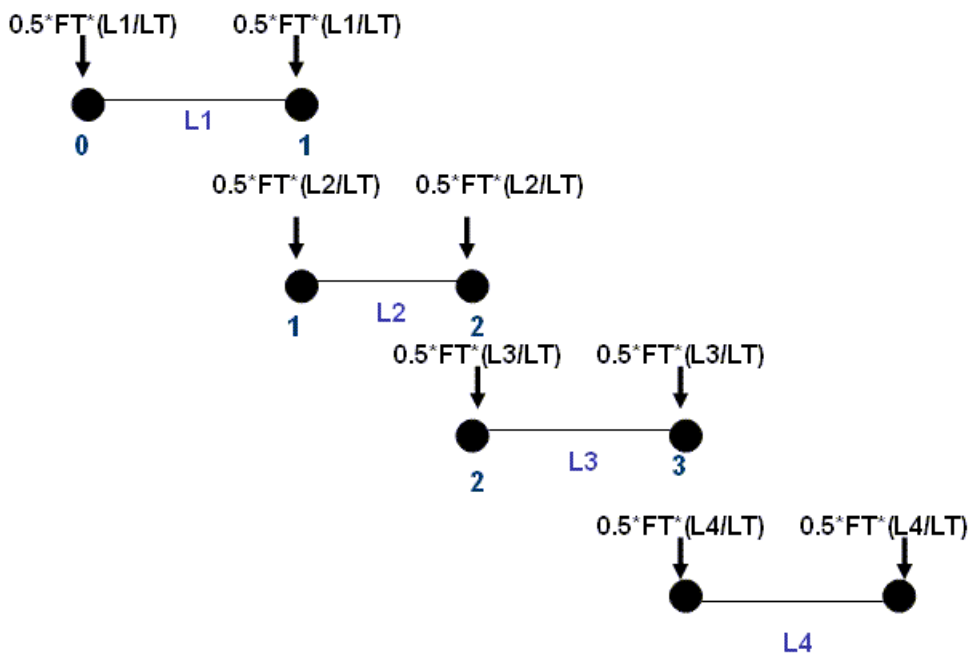 0.5*FT*(L1/LT) 0.5*FT*(L1/LT)
L1
0 1
0.5*FT*(L2/LT) 0.5*FT*(L2/LT)
L2
1 2
0.5*FT*(L3/LT) 0.5*FT*(L3/LT)
L3 3
2
0.5*FT*(L4/LT) 0.5*FT*(L4/LT)
L4